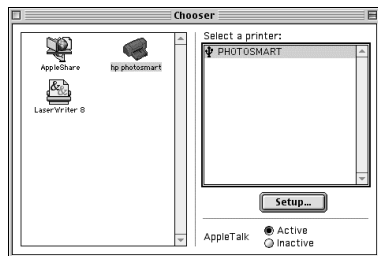 Chooser
AppleShare
hp photosmart
LaserWriter 8
Select a printer:
PHOTOSMART
Setup...
AppleTalk
Active
Inactive